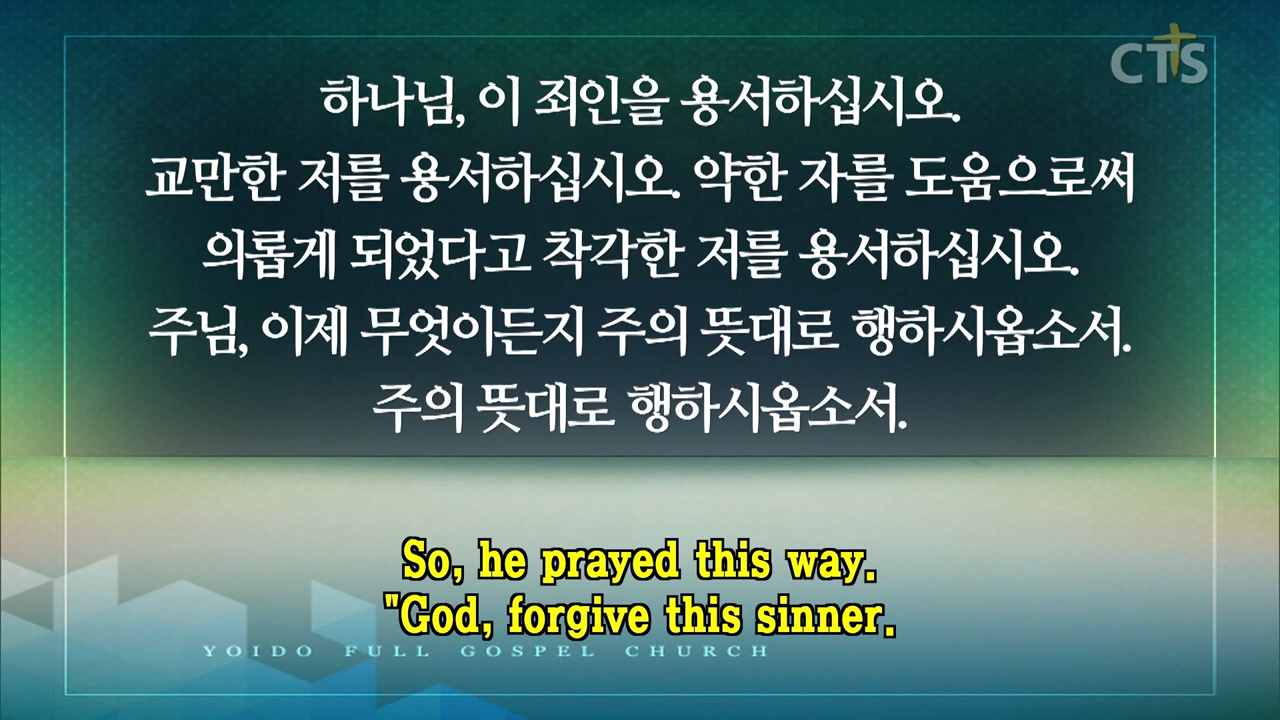 CTS
하나님, 이 죄인을 용서하십시오.
교만한 저를 용서하십시오. 약한 자를 도움으로써
의롭게 되었다고 착각한 저를 용서하십시오.
주님, 이제 무엇이든지 주의 뜻대로 행하시옵소서.
주의 뜻대로 행하시옵소서.
So, he prayed this way.
"God, forgive this sinner.
YOIDO FULL GOSPEL CHURCH